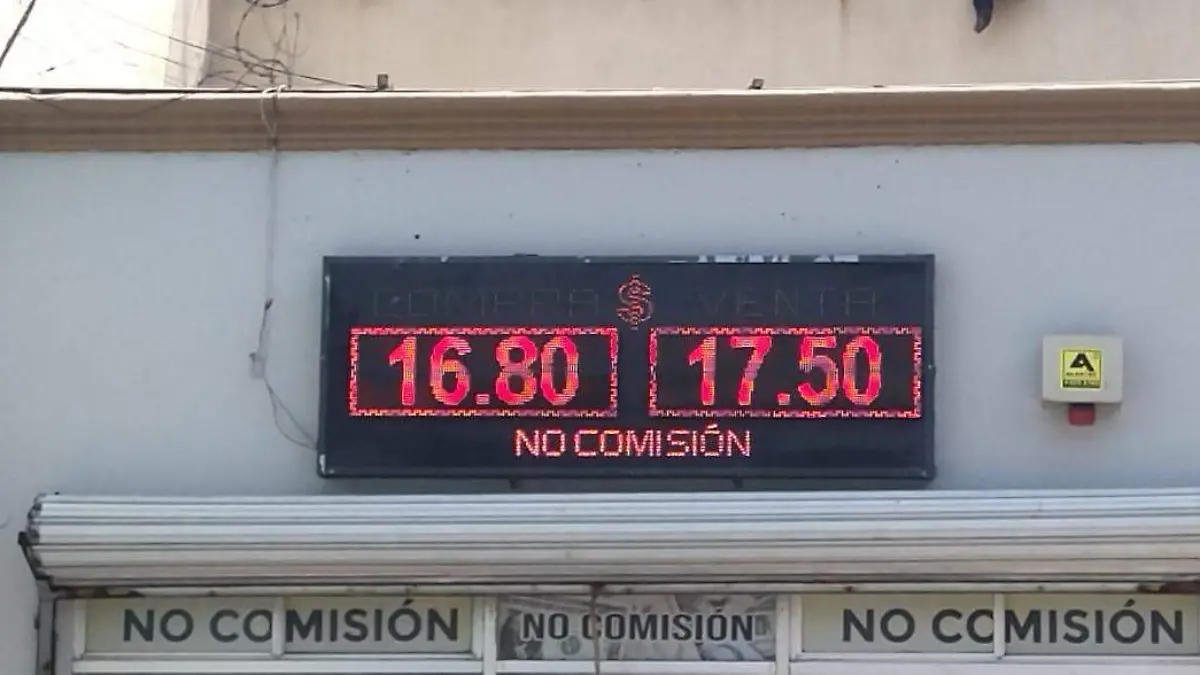 COMPRA $ VENTA
16.80 17.50
NO COMISIÓN
A
NO COMISIÓN NO COMISIÓN NO COMISIÓN